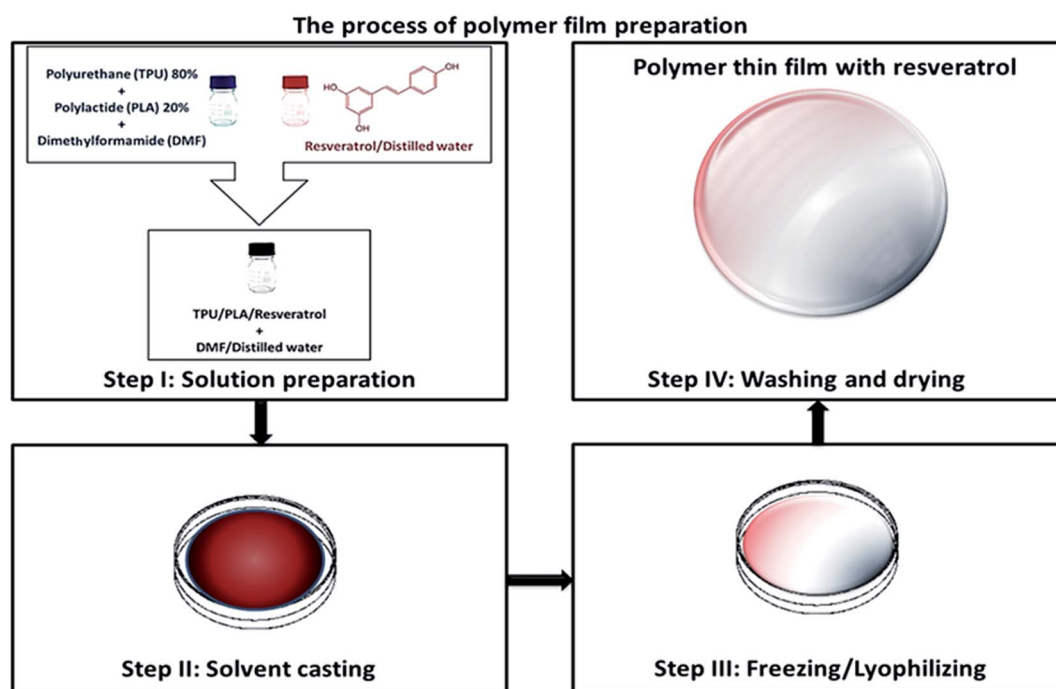 The process of polymer film preparation
Polyurethane (TPU) 80%
+
Polylactide (PLA) 20%
+
Dimethylformamide (DMF)
OH
HO
OH
Resveratrol/Distilled water
TPU/PLA/Resveratrol
+
DMF/Distilled water
Step I: Solution preparation
Step II: Solvent casting
Step III: Freezing/Lyophilizing
Polymer thin film with resveratrol
Step IV: Washing and drying